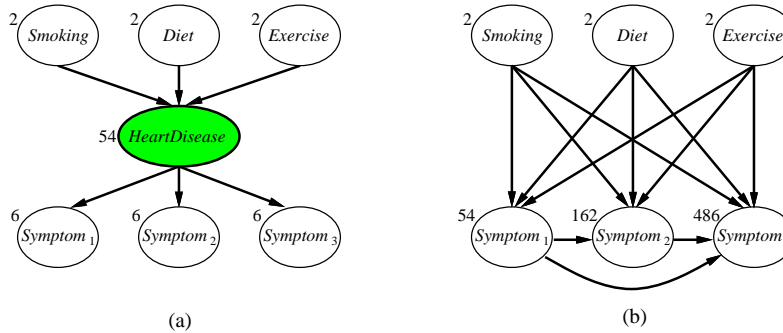 2 Smoking 2 Diet 2 Exercise
54 HeartDisease
6 Symptom 1 6 Symptom 2 6 Symptom 3
(a)
2 Smoking 2 Diet 2 Exercise
54 Symptom 1 162 Symptom 2 486 Symptom
(b)